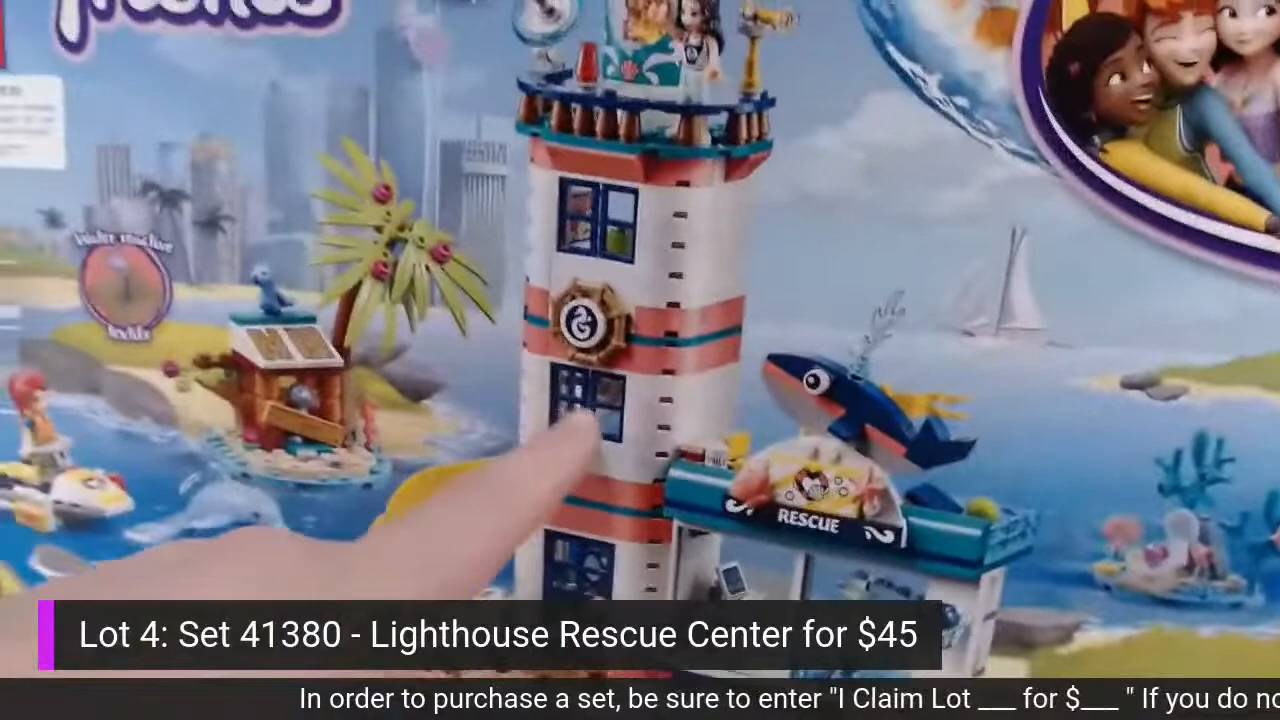 RESCUE
Lot 4: Set 41380 - Lighthouse Rescue Center for $45
In order to purchase a set, be sure to enter "I Claim Lot ___ for $___ " If you do no